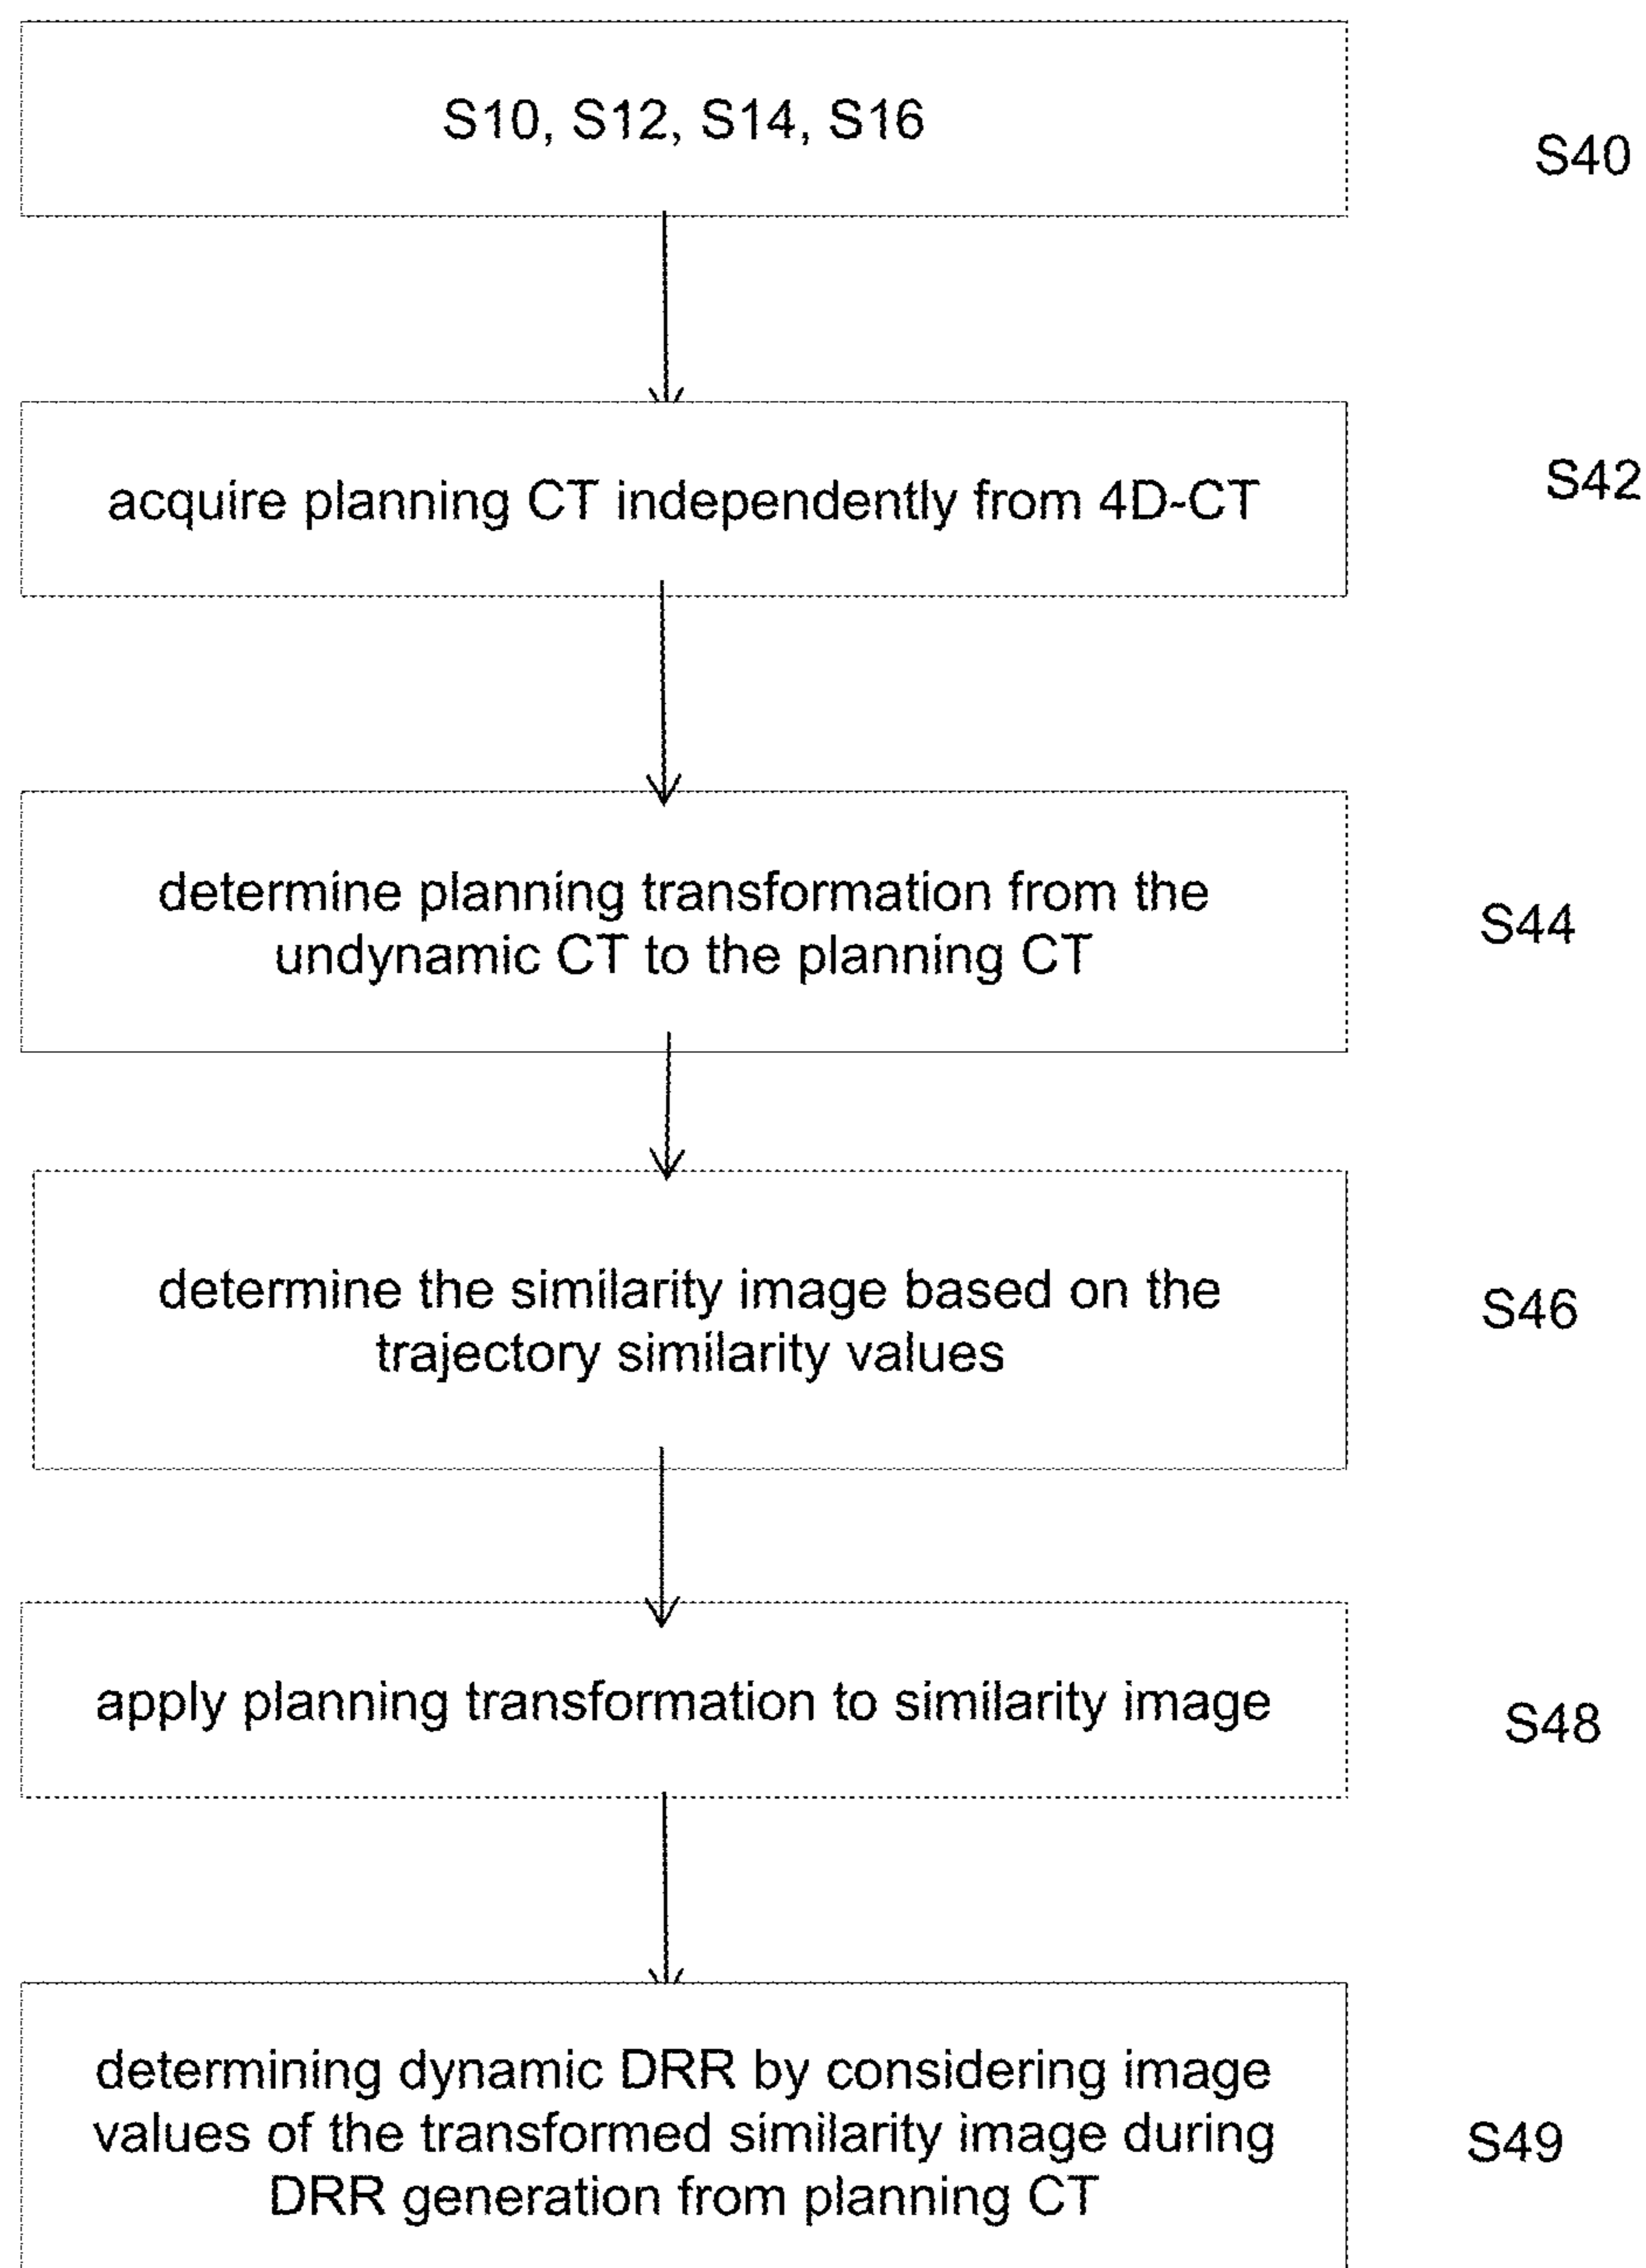 S10, S12, S14, S16
S40
acquire planning CT independently from 4D-CT
S42
determine planning transformation from the
undynamic CT to the planning CT
S44
determine the similarity image based on the
trajectory similarity values
S46
apply planning transformation to similarity image
S48
determining dynamic DRR by considering image
values of the transformed similarity image during
DRR generation from planning CT
S49